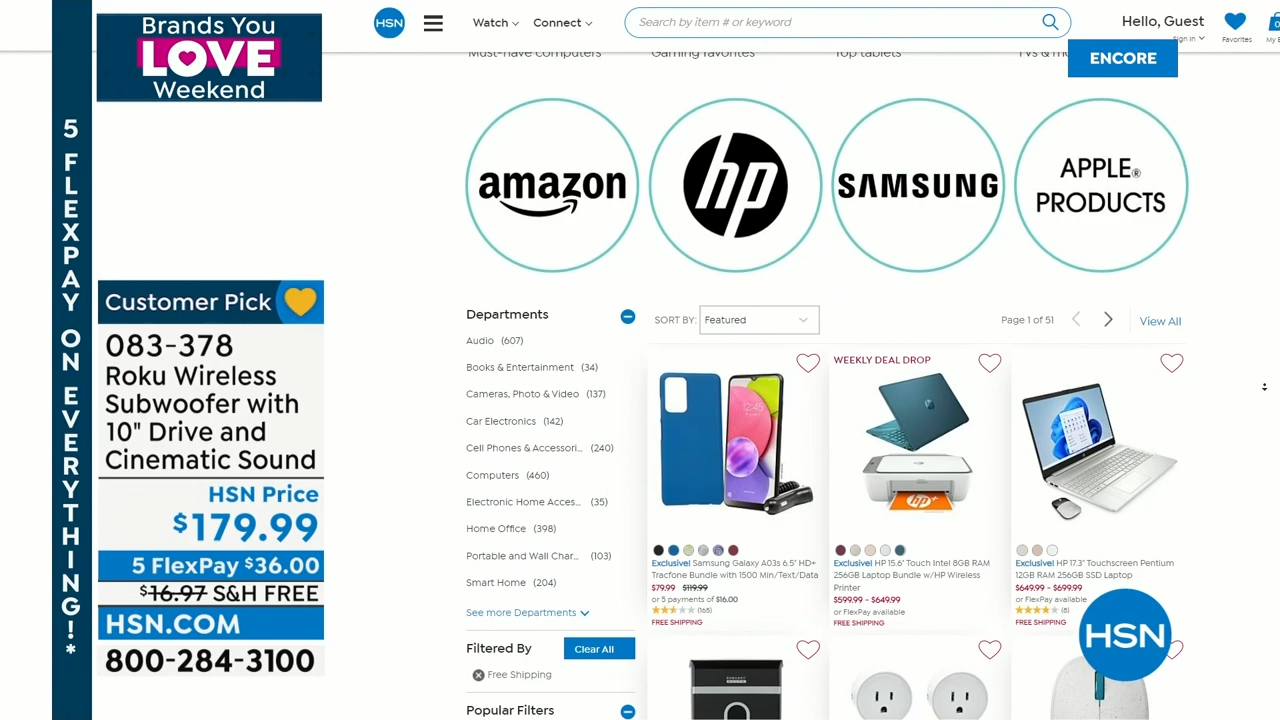 Brands You
LOVE
Weekend
5 FLEXPAY ON EVERYTHING!*
Customer Pick
083-378
Roku Wireless
Subwoofer with
10" Drive and
Cinematic Sound
HSN Price
$179.99
5 FlexPay $36.00
$16.97 S&H FREE
HSN.COM
800-284-3100
HSN
Watch
Connect
Search by item # or keyword
Hello, Guest
Sign In
Favorites
0
ENCORE
Must-have computers
Gaming favorites
Top tablets
amazon
hp
SAMSUNG
APPLE®
PRODUCTS
Departments
Audio (607)
Books & Entertainment (34)
Cameras, Photo & Video (137)
Car Electronics (142)
Cell Phones & Accessori... (240)
Computers (460)
Electronic Home Acces... (35)
Home Office (398)
Portable and Wall Char... (103)
Smart Home (204)
See more Departments
Filtered By
Clear All
Free Shipping
Popular Filters
SORT BY: Featured
Page 1 of 51
View All
12:45
Exclusive! Samsung Galaxy A03s 6.5" HD+
Tracfone Bundle with 1500 Min/Text/Data
$79.99 $119.99
or 5 payments of $16.00
(165)
FREE SHIPPING
WEEKLY DEAL DROP
hp+
Exclusive! HP 15.6" Touch Intel 8GB RAM
256GB Laptop Bundle w/HP Wireless
Printer
$599.99 - $649.99
or FlexPay available
FREE SHIPPING
Exclusive! HP 17.3" Touchscreen Pentium
12GB RAM 256GB SSD Laptop
$649.99 - $699.99
or FlexPay available
(8)
FREE SHIPPING
HSN